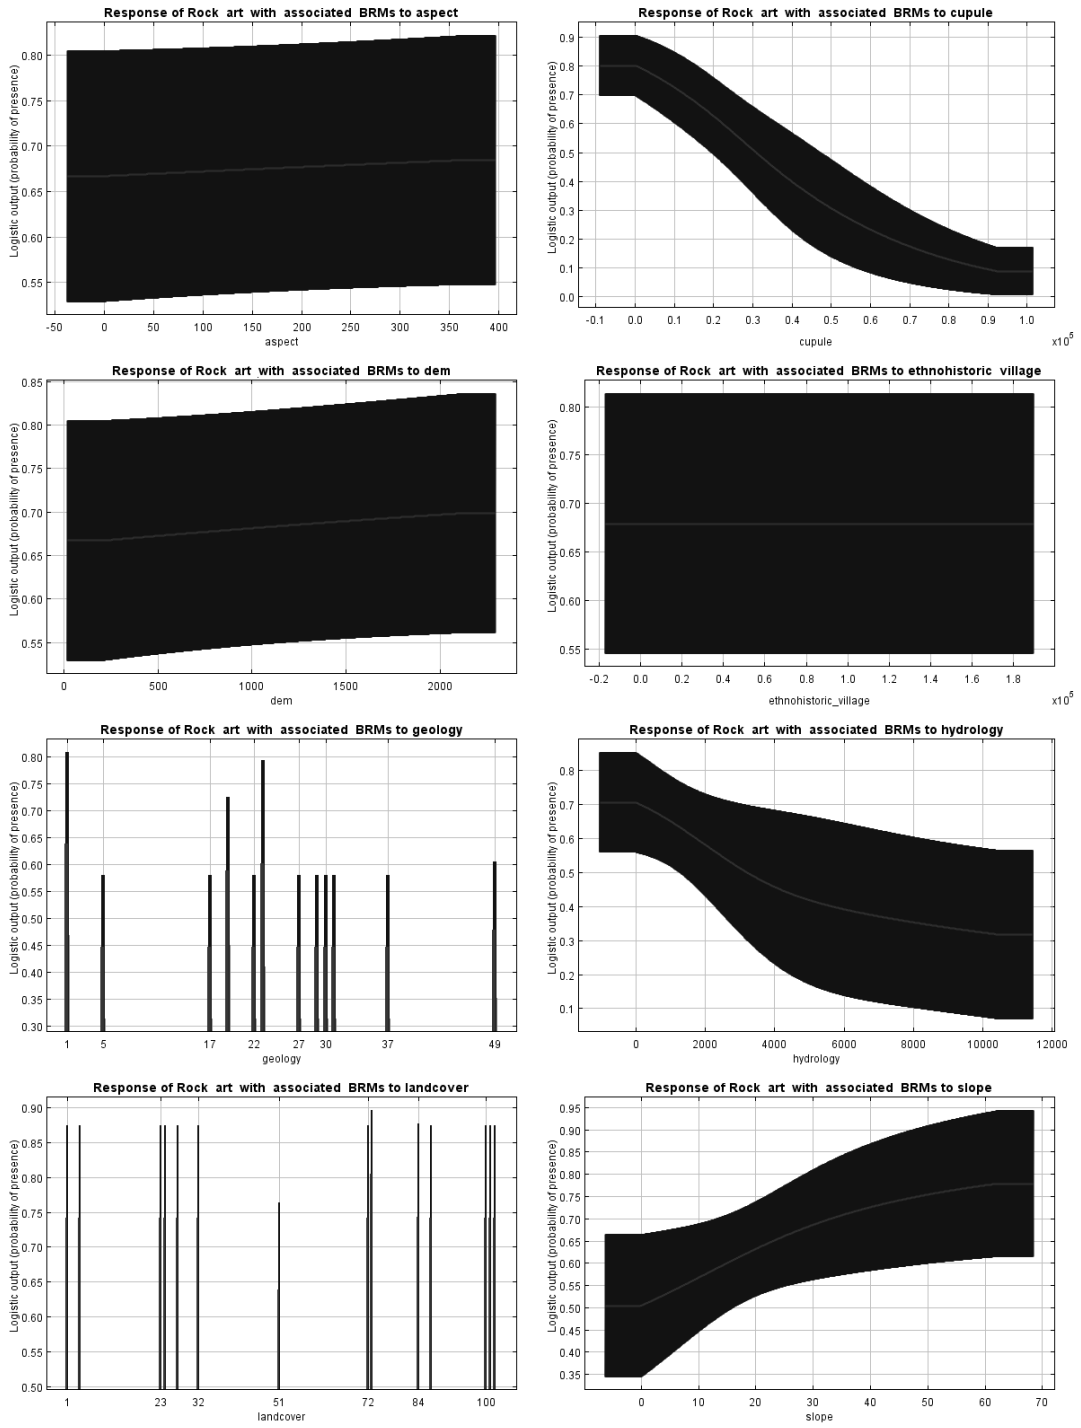 Response of Rock art with associated BRMs to aspect
Logistic output (probability of presence)
0.80
0.75
0.70
0.65
0.60
0.55
-50 0 50 100 150 200 250 300 350 400
aspect
Response of Rock art with associated BRMs to cupule
Logistic output (probability of presence)
0.9
0.8
0.7
0.6
0.5
0.4
0.3
0.2
0.1
0.0
-0.1 0.0 0.1 0.2 0.3 0.4 0.5 0.6 0.7 0.8 0.9 1.0
cupule x10⁵
Response of Rock art with associated BRMs to dem
Logistic output (probability of presence)
0.85
0.80
0.75
0.70
0.65
0.60
0.55
0 500 1000 1500 2000
dem
Response of Rock art with associated BRMs to ethnohistoric village
Logistic output (probability of presence)
0.80
0.75
0.70
0.65
0.60
0.55
-0.2 0.0 0.2 0.4 0.6 0.8 1.0 1.2 1.4 1.6 1.8
ethnohistoric_village x10⁵
Response of Rock art with associated BRMs to geology
Logistic output (probability of presence)
0.80
0.75
0.70
0.65
0.60
0.55
0.50
0.45
0.40
0.35
0.30
1 5 17 22 27 30 37 49
geology
Response of Rock art with associated BRMs to hydrology
Logistic output (probability of presence)
0.8
0.7
0.6
0.5
0.4
0.3
0.2
0.1
0 2000 4000 6000 8000 10000 12000
hydrology
Response of Rock art with associated BRMs to landcover
Logistic output (probability of presence)
0.90
0.85
0.80
0.75
0.70
0.65
0.60
0.55
0.50
1 23 32 51 72 84 100
landcover
Response of Rock art with associated BRMs to slope
Logistic output (probability of presence)
0.95
0.90
0.85
0.80
0.75
0.70
0.65
0.60
0.55
0.50
0.45
0.40
0.35
0 10 20 30 40 50 60 70
slope